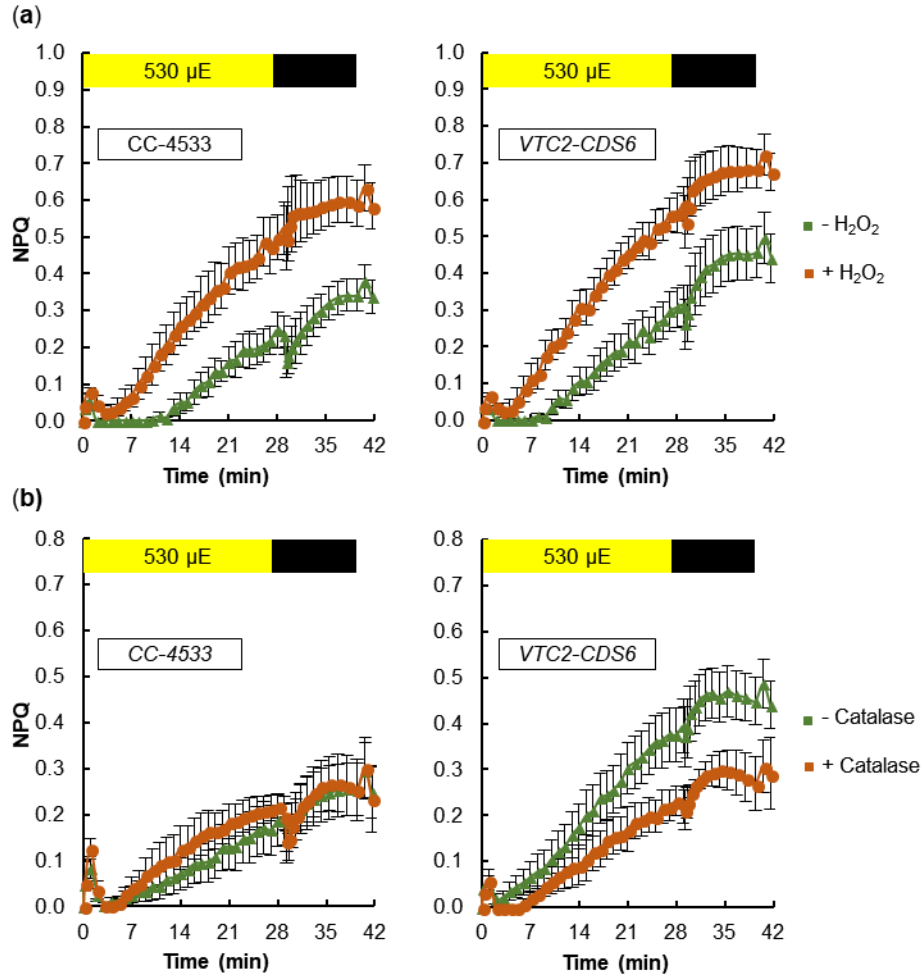 (a)
1.0
0.9
0.8
0.7
0.6
0.5
0.4
0.3
0.2
0.1
0.0
NPQ
530 µE
CC-4533
0 7 14 21 28 35 42
Time (min)
1.0
0.9
0.8
0.7
0.6
0.5
0.4
0.3
0.2
0.1
0.0
530 µE
VTC2-CDS6
0 7 14 21 28 35 42
Time (min)
- H₂O₂
+ H₂O₂
(b)
0.8
0.7
0.6
0.5
0.4
0.3
0.2
0.1
0.0
NPQ
530 µE
CC-4533
0 7 14 21 28 35 42
Time (min)
0.8
0.7
0.6
0.5
0.4
0.3
0.2
0.1
0.0
530 µE
VTC2-CDS6
0 7 14 21 28 35 42
Time (min)
- Catalase
+ Catalase